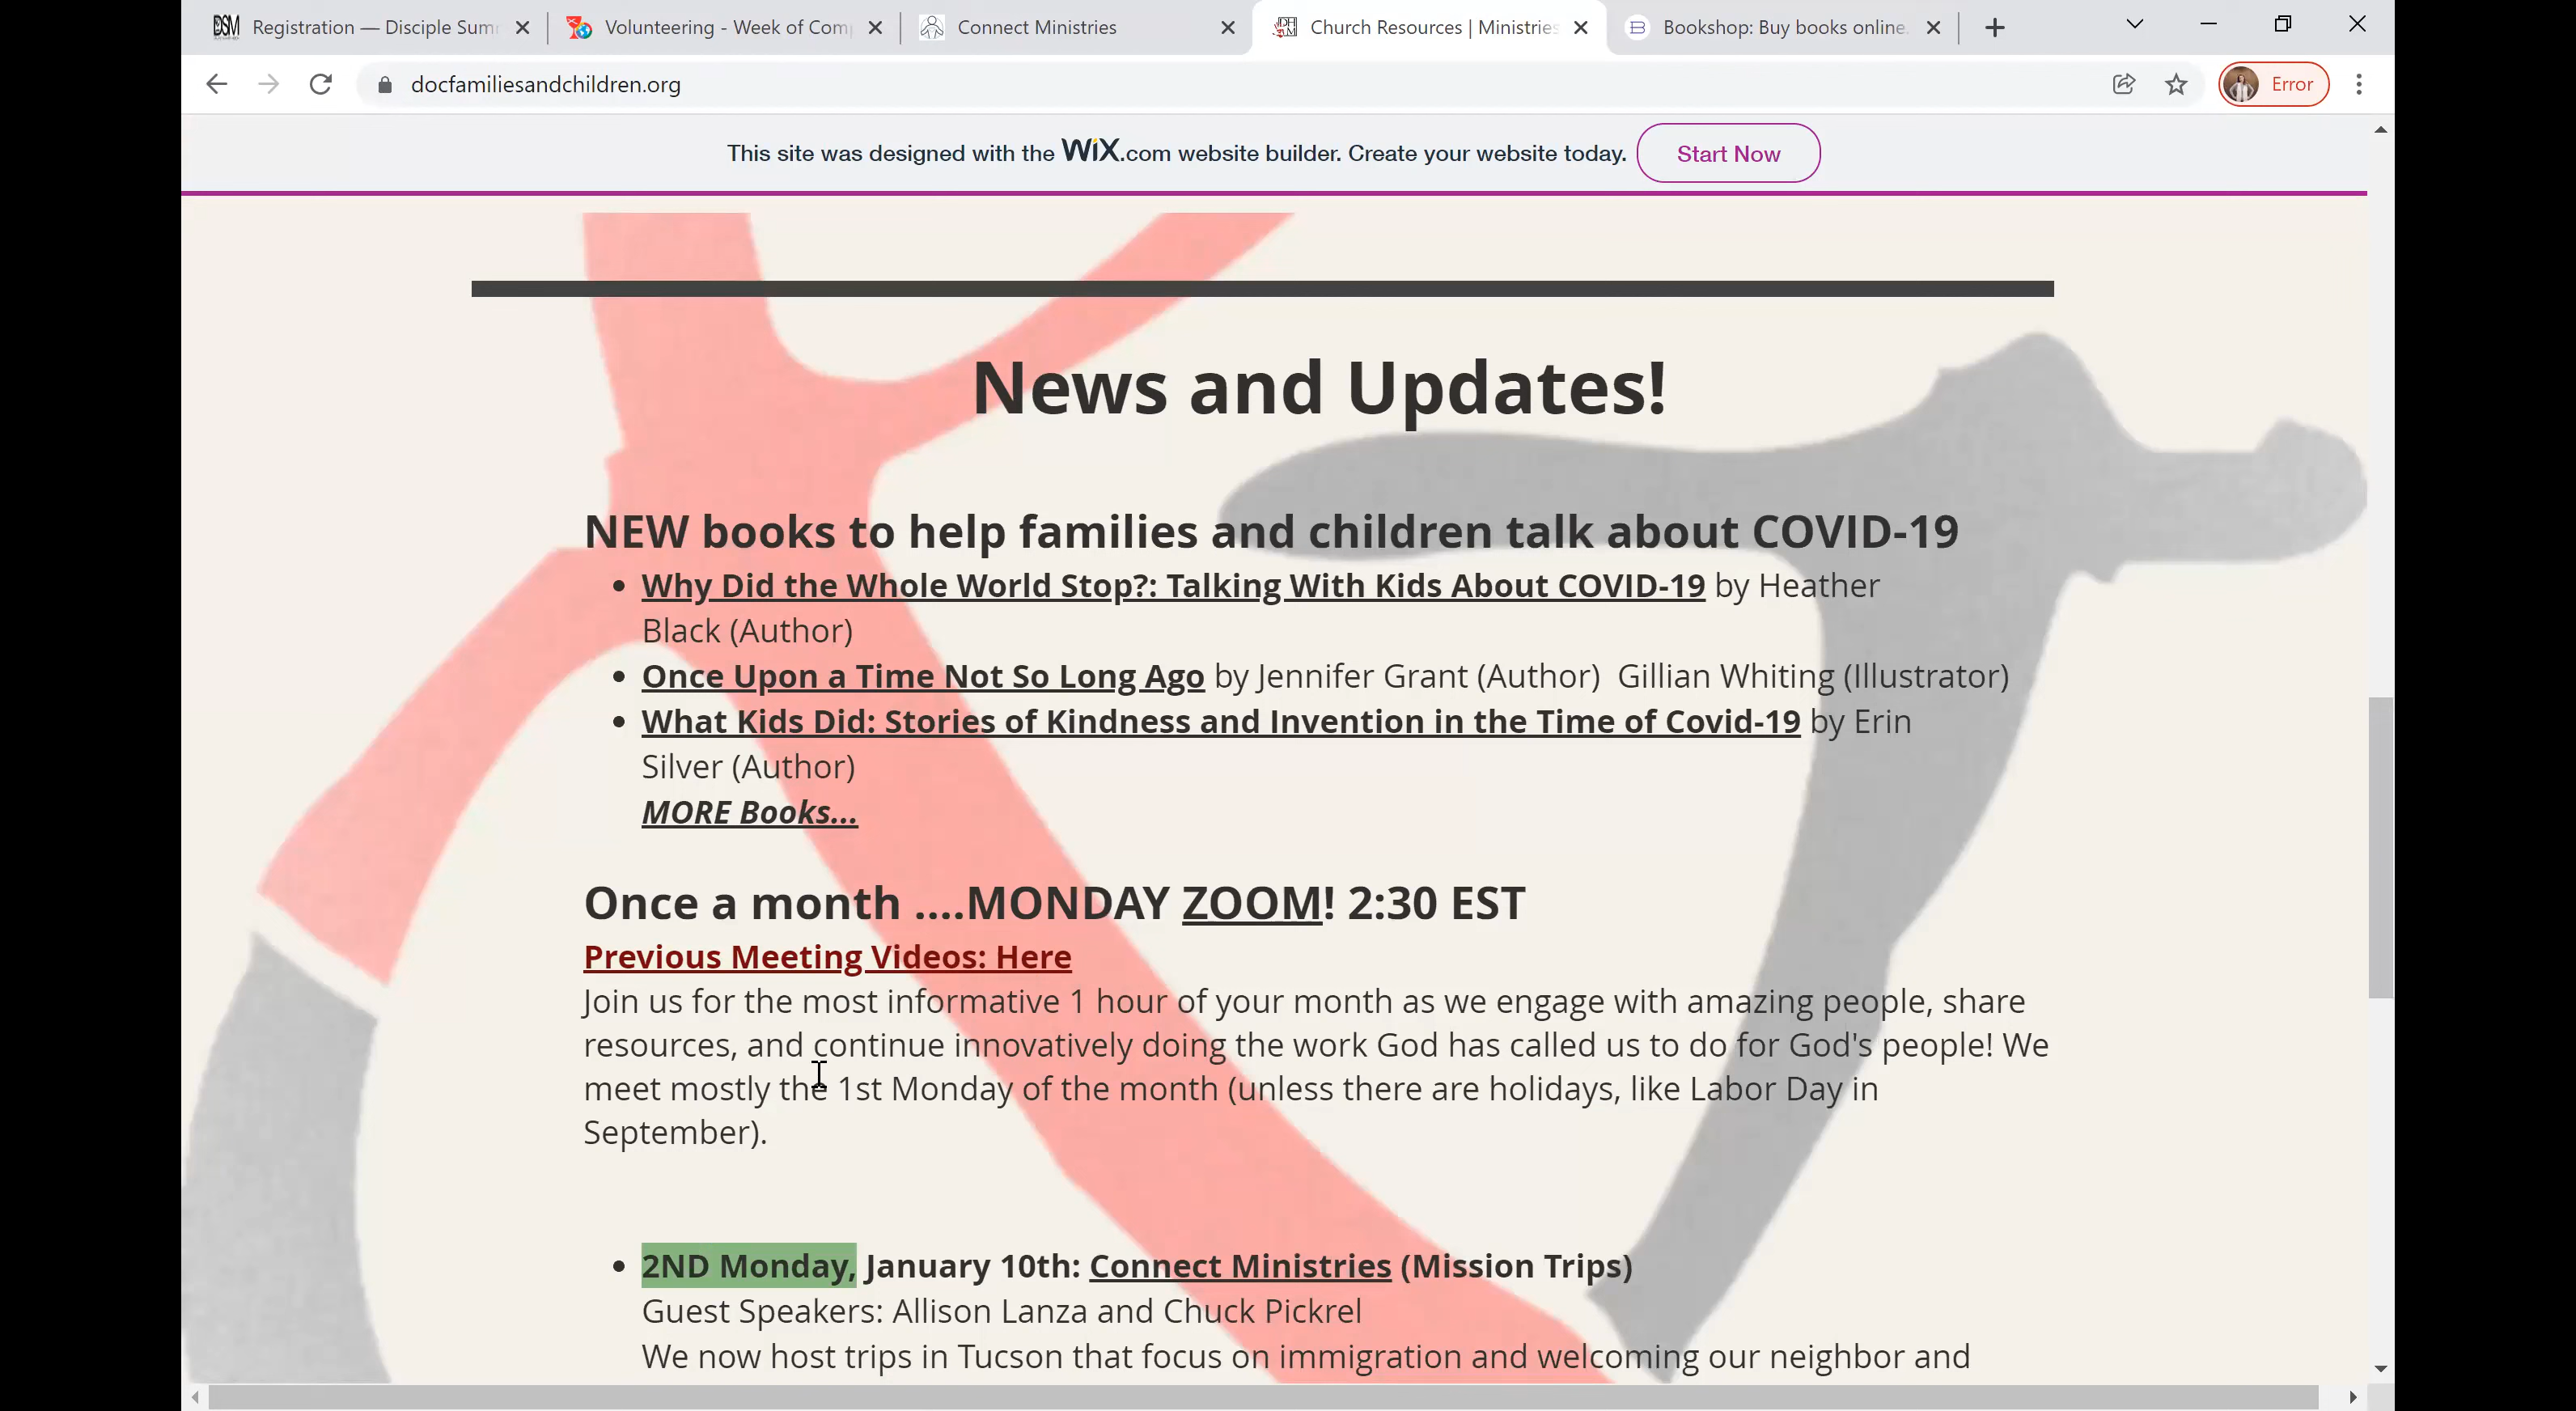 DSM Registration — Disciple Sum
Volunteering - Week of Comp
Connect Ministries
Church Resources | Ministries
Bookshop: Buy books online.
docfamiliesandchildren.org
Error
This site was designed with the WiX.com website builder. Create your website today.
Start Now
News and Updates!
NEW books to help families and children talk about COVID-19
• Why Did the Whole World Stop?: Talking With Kids About COVID-19 by Heather
Black (Author)
• Once Upon a Time Not So Long Ago by Jennifer Grant (Author)  Gillian Whiting (Illustrator)
• What Kids Did: Stories of Kindness and Invention in the Time of Covid-19 by Erin
Silver (Author)
MORE Books...
Once a month ....MONDAY ZOOM! 2:30 EST
Previous Meeting Videos: Here
Join us for the most informative 1 hour of your month as we engage with amazing people, share
resources, and continue innovatively doing the work God has called us to do for God's people! We
meet mostly the 1st Monday of the month (unless there are holidays, like Labor Day in
September).
• 2ND Monday, January 10th: Connect Ministries (Mission Trips)
Guest Speakers: Allison Lanza and Chuck Pickrel
We now host trips in Tucson that focus on immigration and welcoming our neighbor and